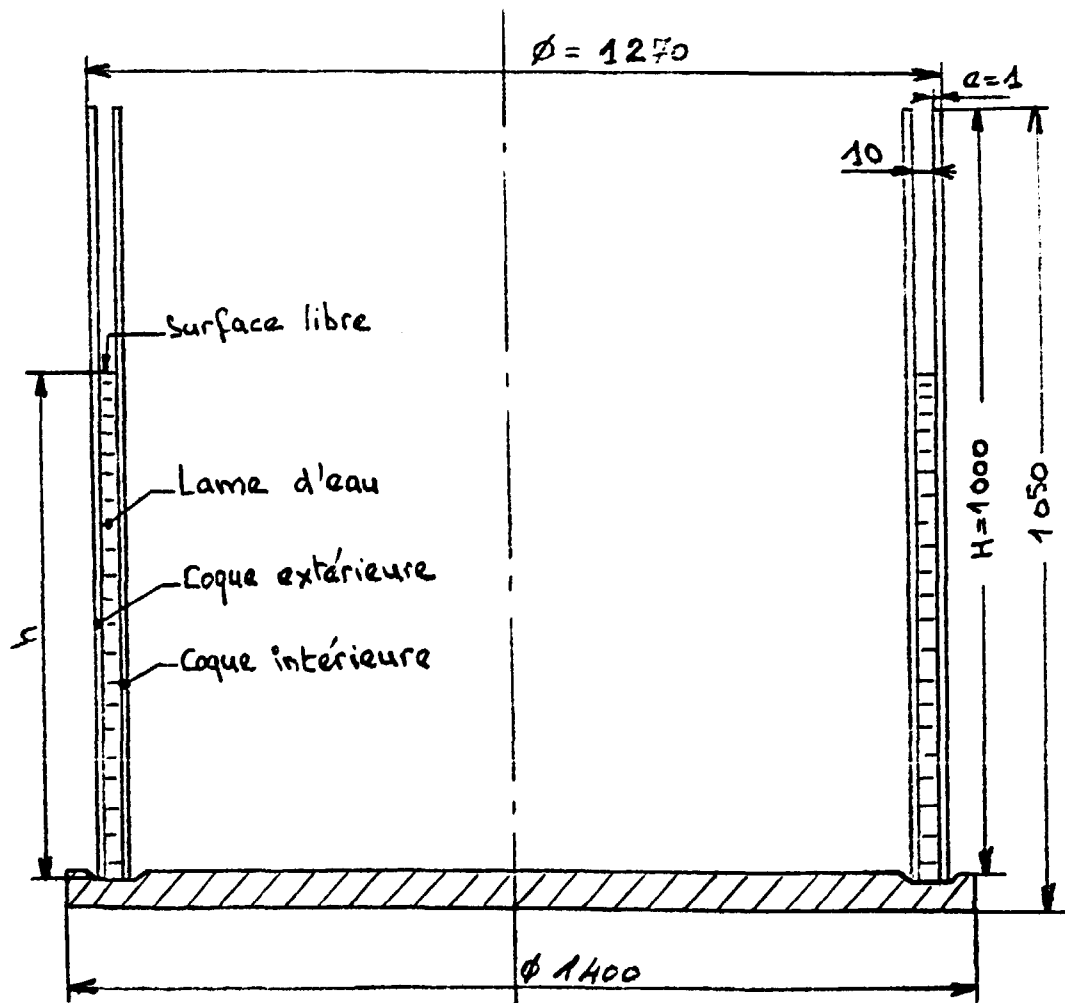 Ø = 1270
e=1
10
Surface libre
Lame d'eau
Coque extérieure
Coque intérieure
h
H=1000
1050
Ø 1400